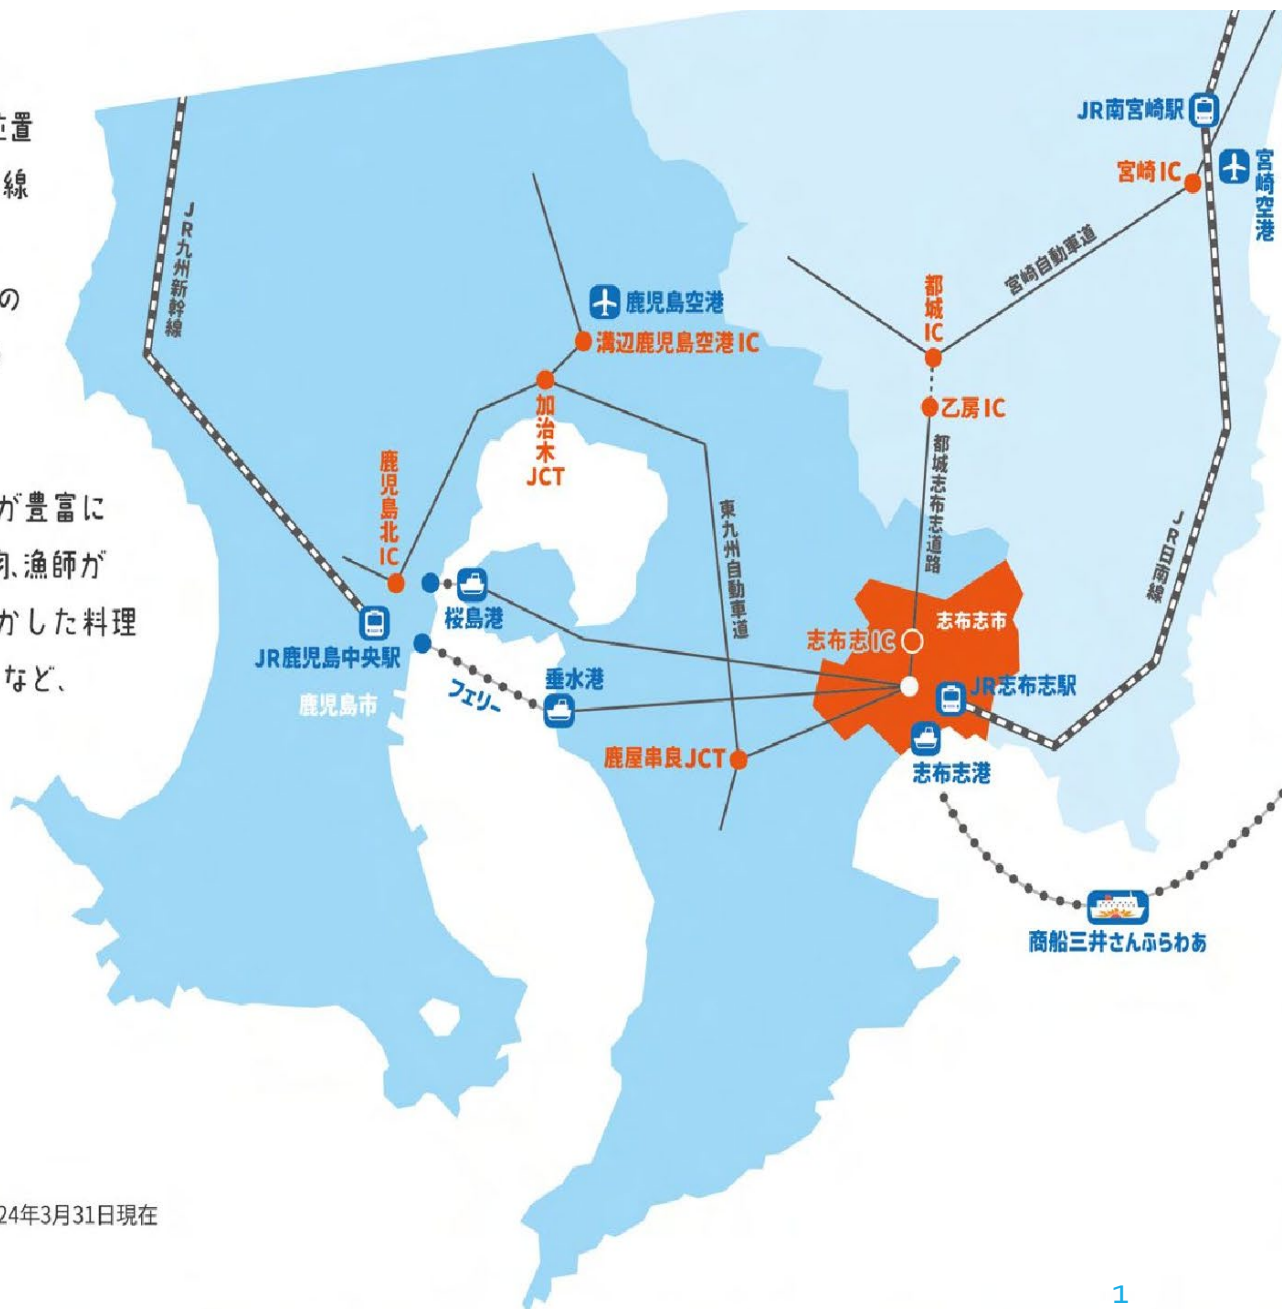 位置
線
の
が豊富に
漁師が
かした料理
など、
JR九州新幹線
鹿児島空港
溝辺鹿児島空港IC
加治木JCT
鹿児島北IC
桜島港
JR鹿児島中央駅
鹿児島市
フェリー
垂水港
鹿屋串良JCT
東九州自動車道
JR南宮崎駅
宮崎IC
宮崎空港
宮崎自動車道
都城IC
乙房IC
都城志布志道路
JR日南線
志布志市
志布志IC
JR志布志駅
志布志港
商船三井さんふらわあ
24年3月31日現在
1